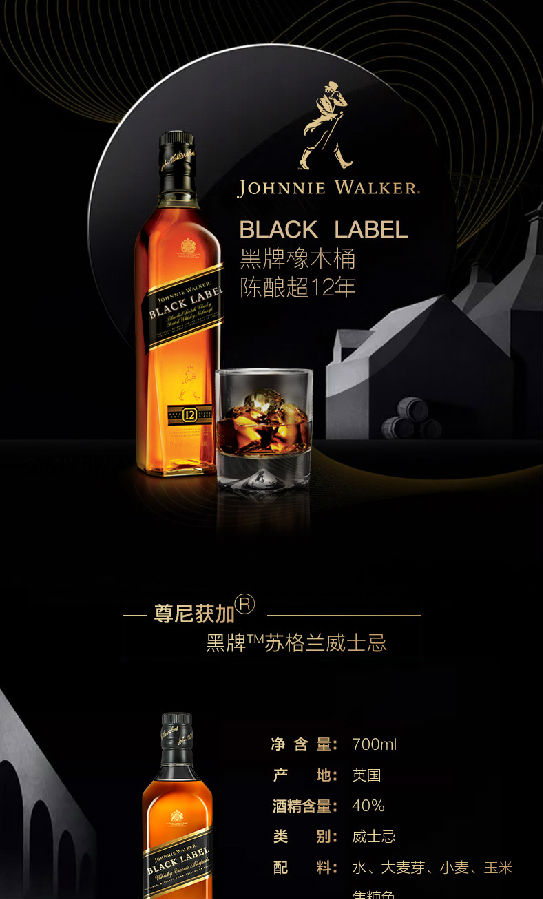 JOHNNIE WALKER.
BLACK LABEL
黑牌橡木桶
陈酿超12年
JOHNNIE WALKER
BLACK LABEL
12
尊尼获加®
黑牌™苏格兰威士忌
净含量： 700ml
产地： 英国
酒精含量： 40%
类别： 威士忌
配料： 水、大麦芽、小麦、玉米
焦糖色
JOHNNIE WALKER
BLACK LABEL